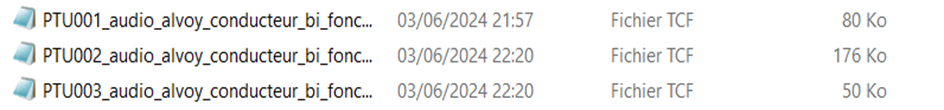 PTU001_audio_alvoy_conducteur_bi_fonc... 03/06/2024 21:57 Fichier TCF 80 Ko
PTU002_audio_alvoy_conducteur_bi_fonc... 03/06/2024 22:20 Fichier TCF 176 Ko
PTU003_audio_alvoy_conducteur_bi_fonc... 03/06/2024 22:20 Fichier TCF 50 Ko